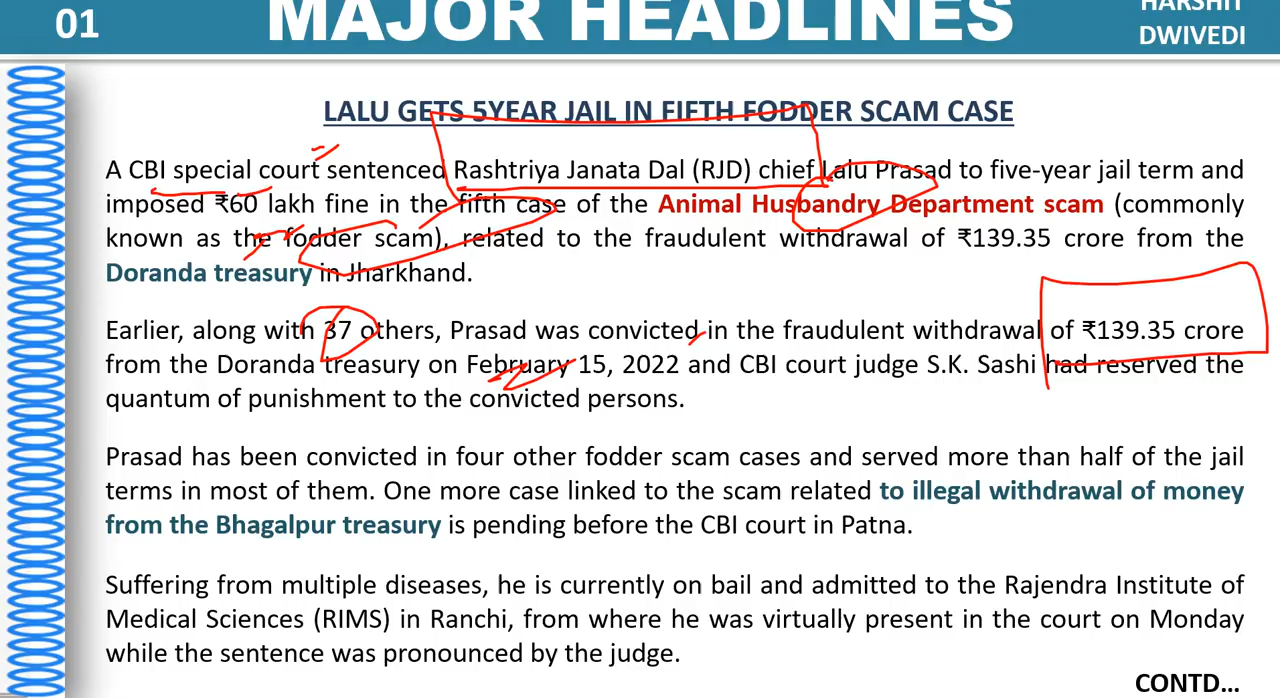 01
MAJOR HEADLINES
HARSHIT
DWIVEDI
LALU GETS 5YEAR JAIL IN FIFTH FODDER SCAM CASE
A CBI special court sentenced Rashtriya Janata Dal (RJD) chief Lalu Prasad to five-year jail term and
imposed ₹60 lakh fine in the fifth case of the Animal Husbandry Department scam (commonly
known as the fodder scam), related to the fraudulent withdrawal of ₹139.35 crore from the
Doranda treasury in Jharkhand.
Earlier, along with 37 others, Prasad was convicted in the fraudulent withdrawal of ₹139.35 crore
from the Doranda treasury on February 15, 2022 and CBI court judge S.K. Sashi had reserved the
quantum of punishment to the convicted persons.
Prasad has been convicted in four other fodder scam cases and served more than half of the jail
terms in most of them. One more case linked to the scam related to illegal withdrawal of money
from the Bhagalpur treasury is pending before the CBI court in Patna.
Suffering from multiple diseases, he is currently on bail and admitted to the Rajendra Institute of
Medical Sciences (RIMS) in Ranchi, from where he was virtually present in the court on Monday
while the sentence was pronounced by the judge.
CONTD...